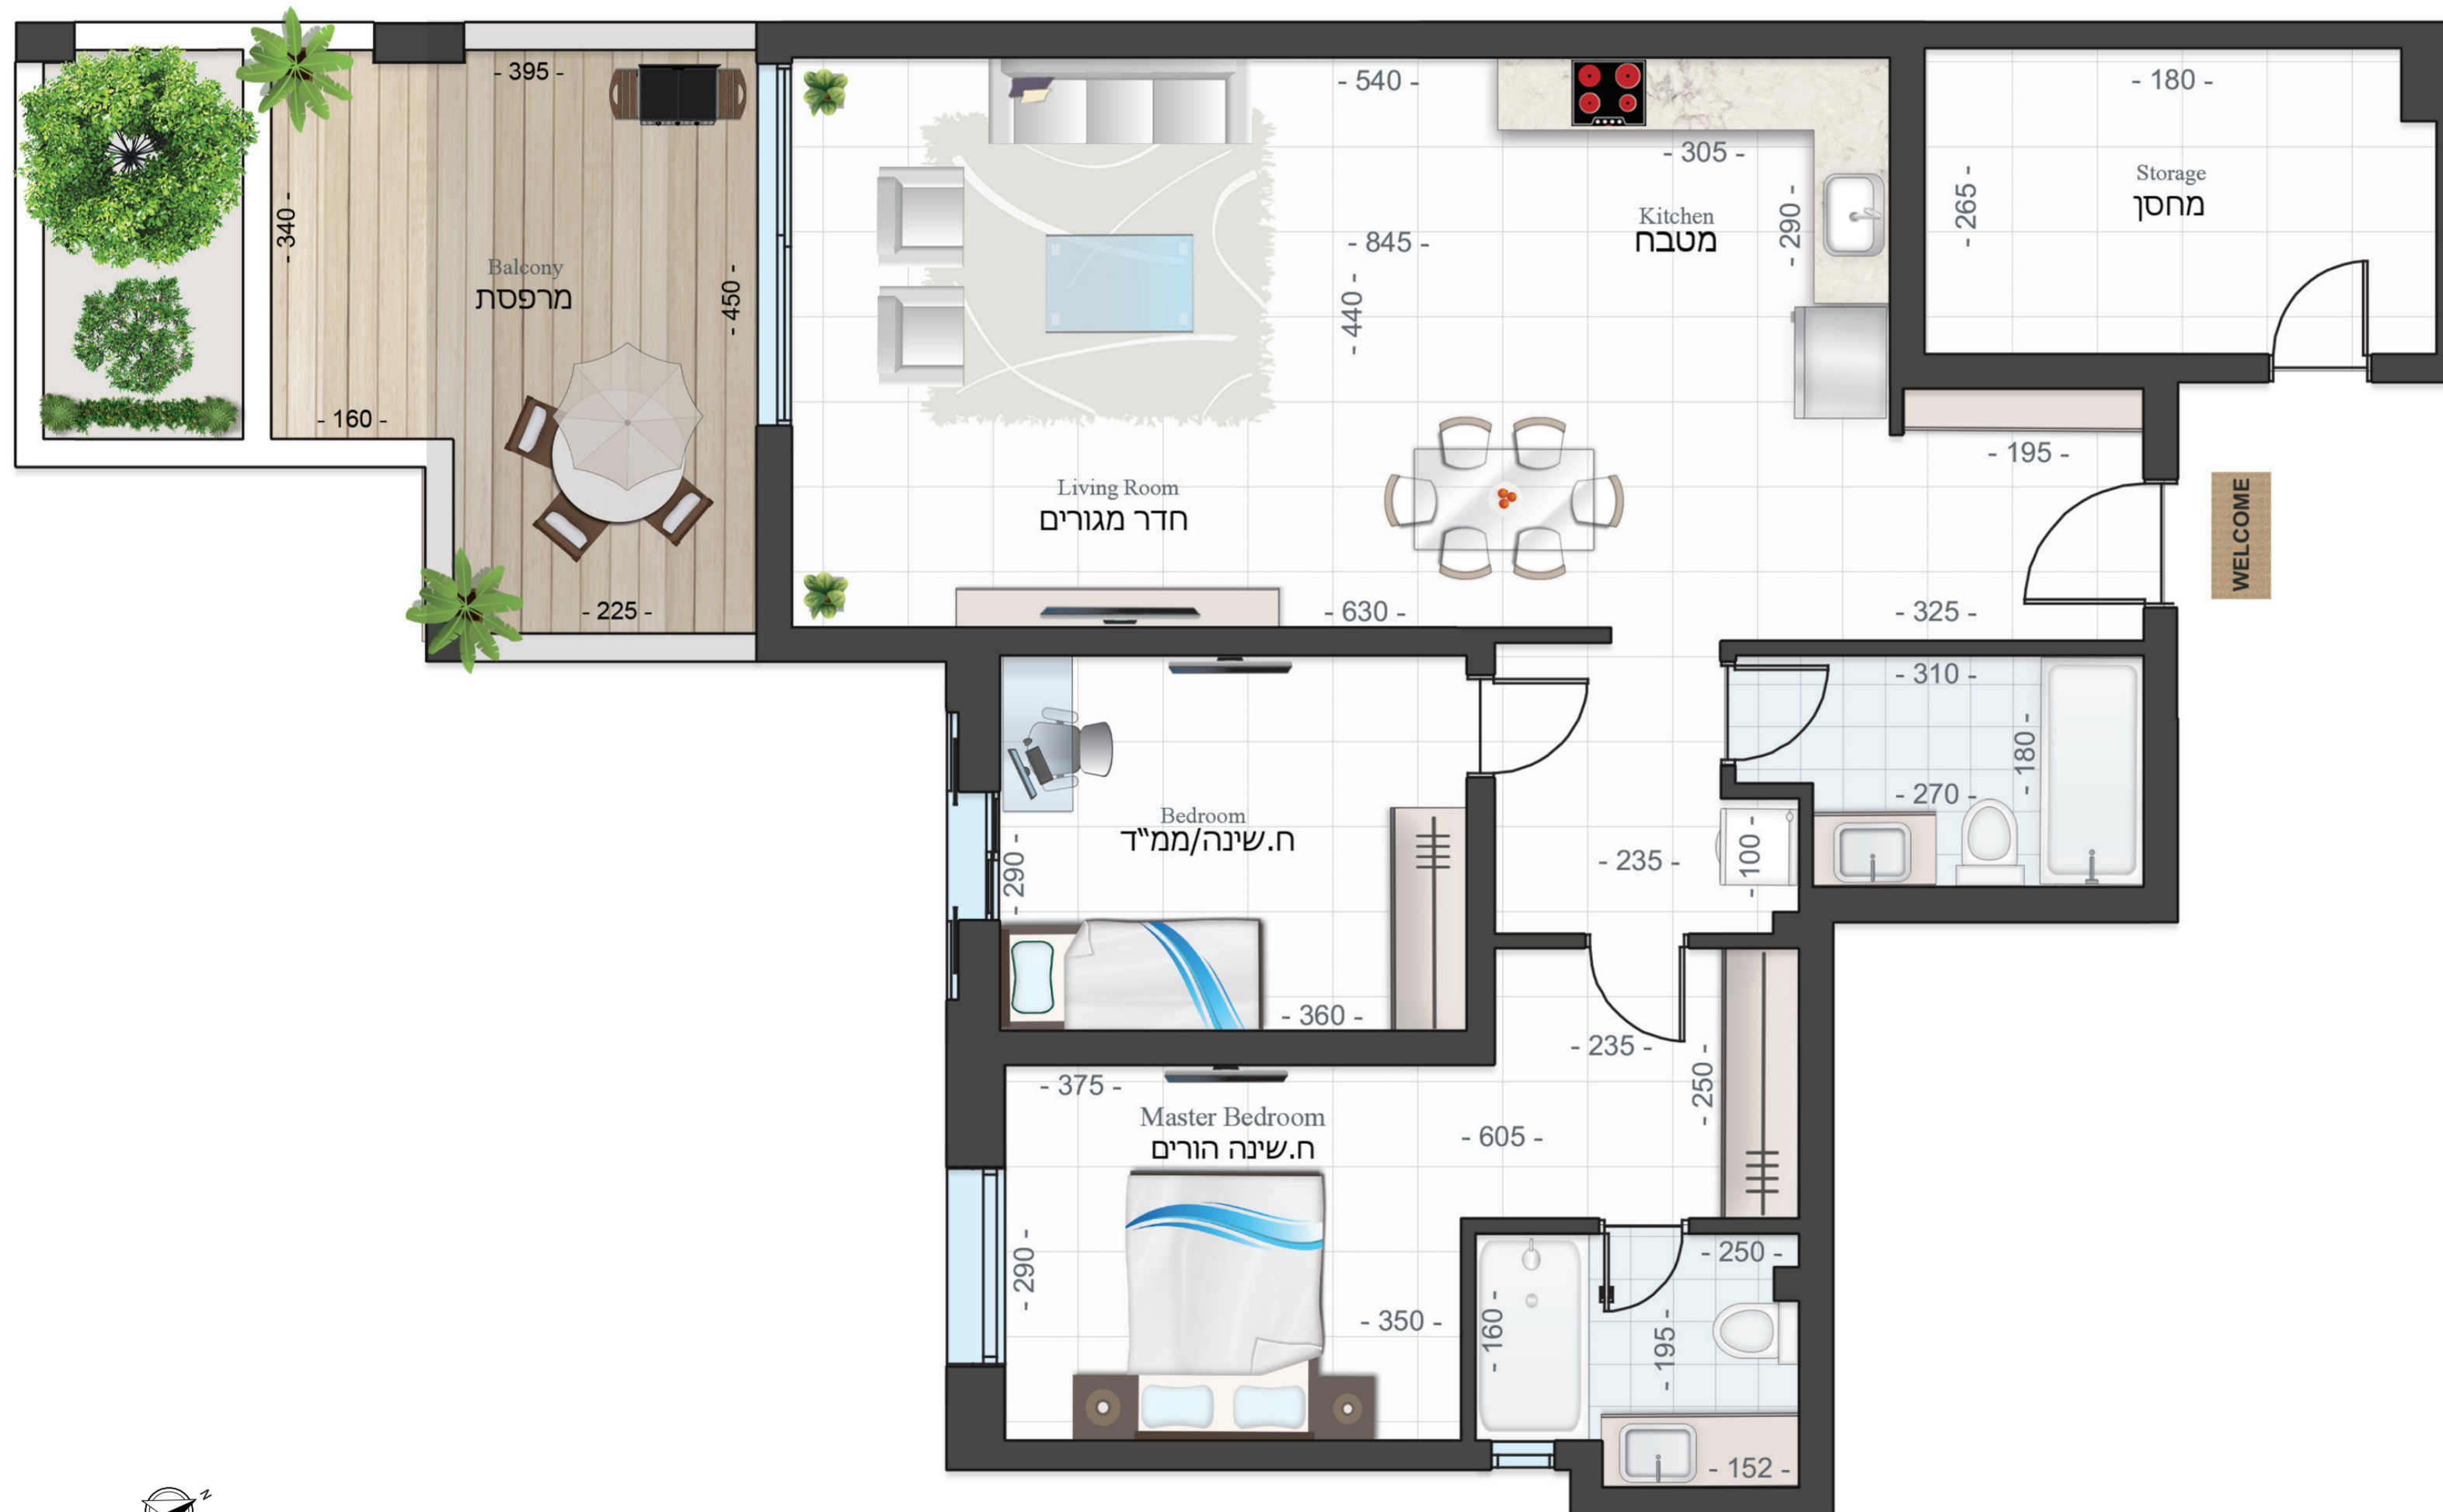 - 395 -
- 540 -
- 180 -
- 305 -
Storage
מחסן
- 265 -
- 340 -
Kitchen
מטבח
- 290 -
- 845 -
Balcony
מרפסת
- 450 -
- 440 -
- 160 -
- 195 -
Living Room
חדר מגורים
WELCOME
- 225 -
- 630 -
- 325 -
- 310 -
- 180 -
- 270 -
Bedroom
ח.שינה/ממ"ד
- 290 -
- 235 -
- 100 -
- 360 -
- 235 -
- 375 -
- 250 -
Master Bedroom
ח.שינה הורים
- 605 -
- 250 -
- 290 -
- 350 -
- 160 -
- 195 -
- 152 -
N